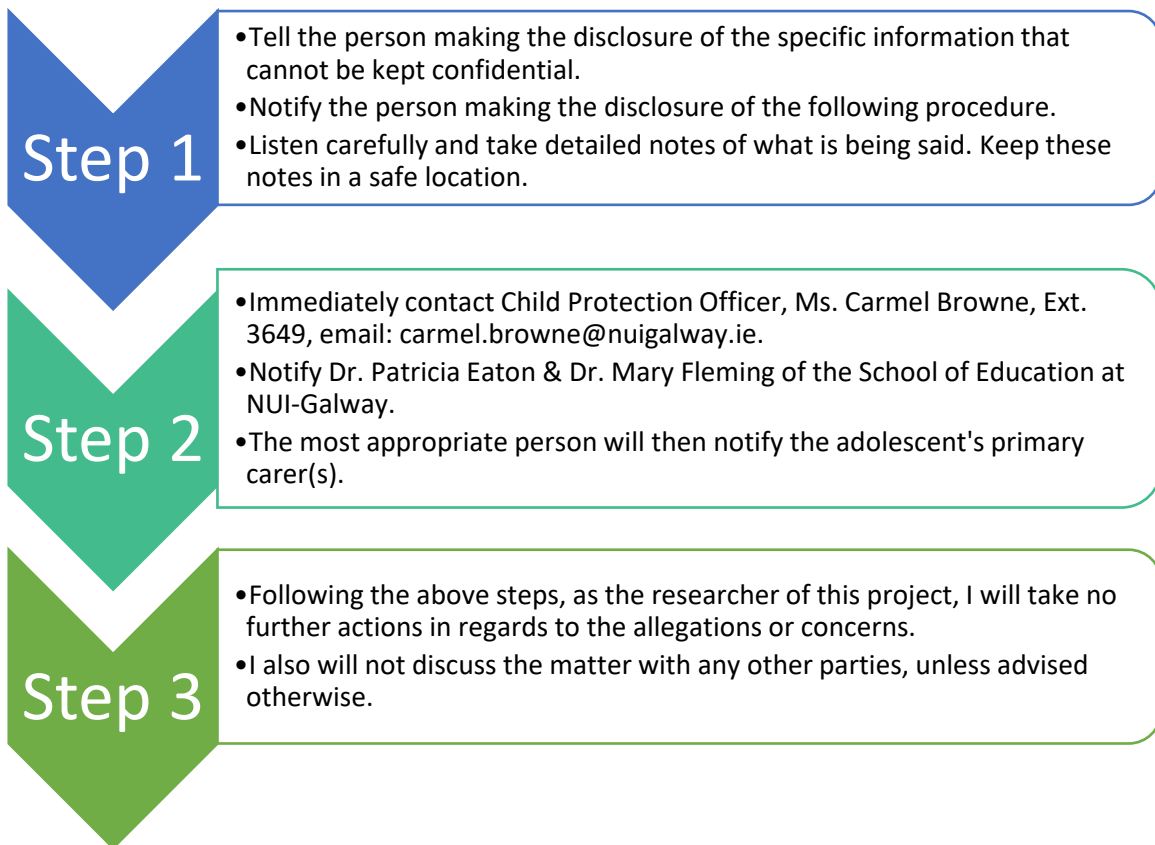 Step 1
•Tell the person making the disclosure of the specific information that
cannot be kept confidential.
•Notify the person making the disclosure of the following procedure.
•Listen carefully and take detailed notes of what is being said. Keep these
notes in a safe location.
Step 2
•Immediately contact Child Protection Officer, Ms. Carmel Browne, Ext.
3649, email: carmel.browne@nuigalway.ie.
•Notify Dr. Patricia Eaton & Dr. Mary Fleming of the School of Education at
NUI-Galway.
•The most appropriate person will then notify the adolescent's primary
carer(s).
Step 3
•Following the above steps, as the researcher of this project, I will take no
further actions in regards to the allegations or concerns.
•I also will not discuss the matter with any other parties, unless advised
otherwise.